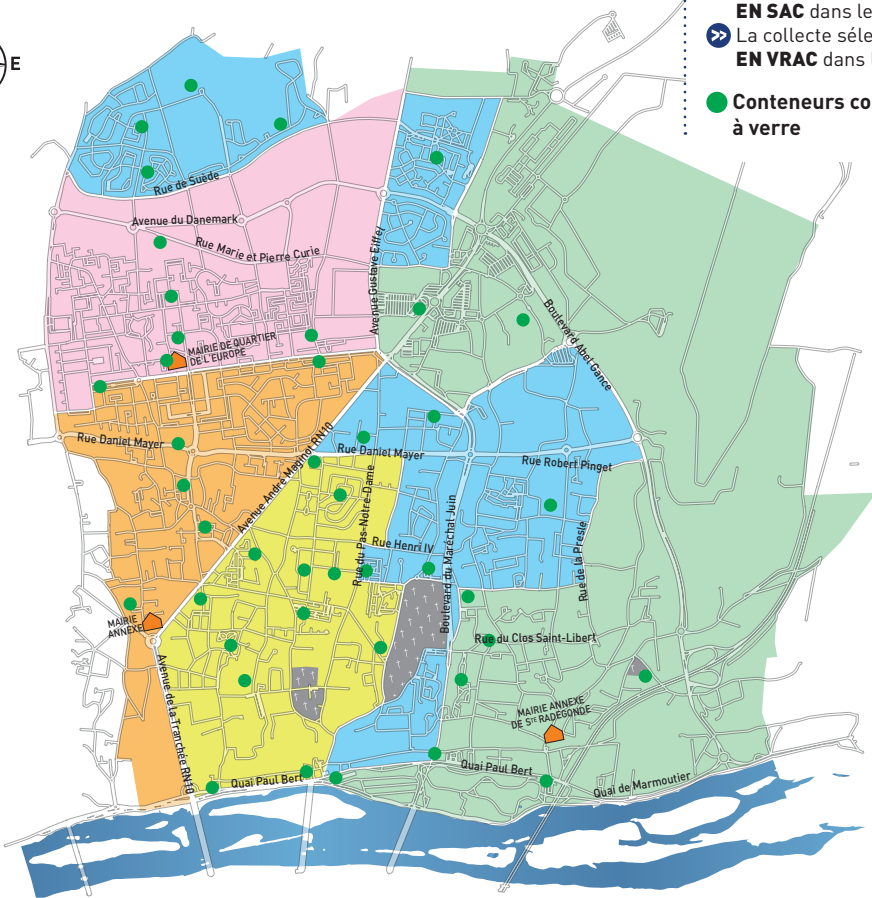 E
EN SAC dans le
La collecte séle
EN VRAC dans l
Conteneurs co
à verre
Rue de Suède
Avenue du Danemark
Rue Marie et Pierre Curie
Avenue Gustave Eiffel
Boulevard Abel Gance
MAIRIE DE QUARTIER
DE L'EUROPE
Rue Daniel Mayer
Avenue André Maginot RN10
Rue Daniel Mayer
Rue Robert Pinget
Rue du Pas-Notre-Dame
Rue Henri IV
Boulevard du Maréchal Juin
Rue de la Presle
MAIRIE
ANNEXE
Rue du Clos Saint-Libert
Avenue de la Tranchée RN10
MAIRIE ANNEXE
DE STE RADEGONDE
Quai Paul Bert
Quai Paul Bert
Quai de Marmoutier